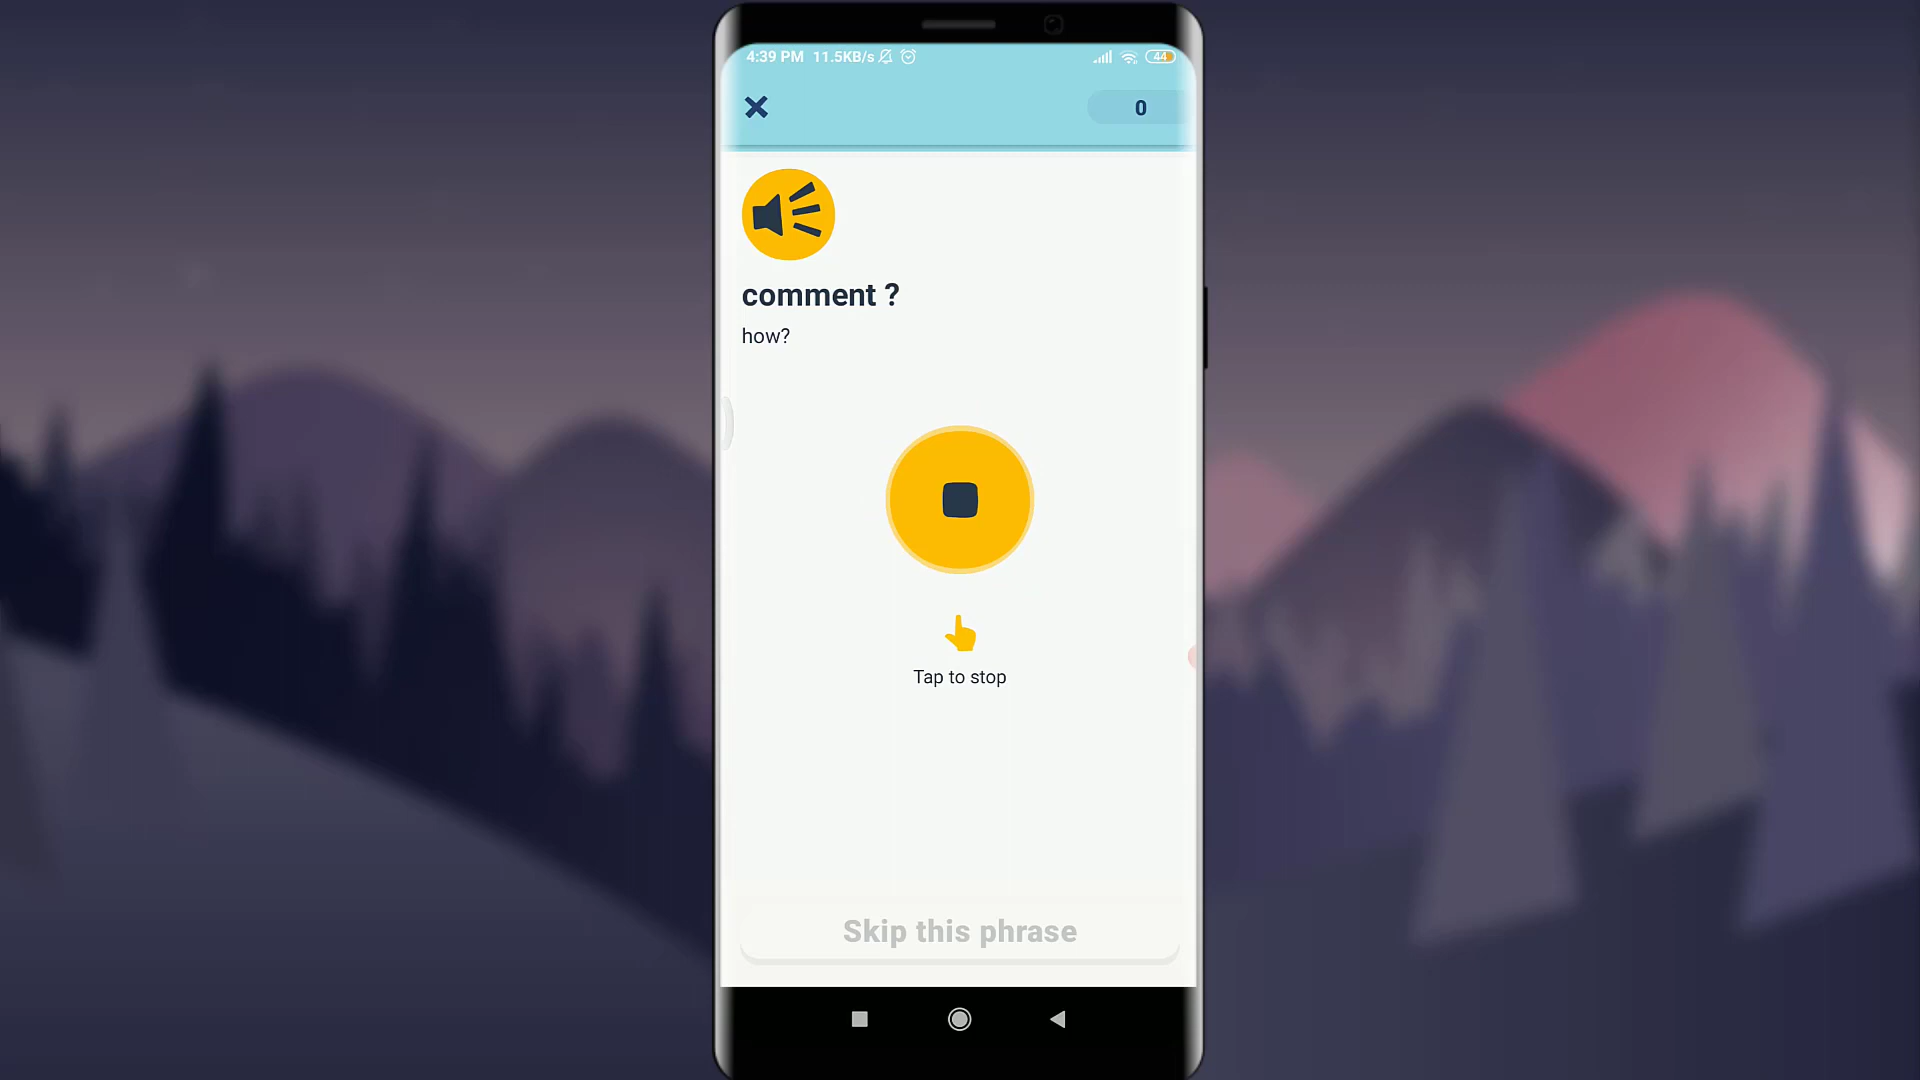 4:39 PM 11.5KB/s 44
0
comment ?
how?
Tap to stop
Skip this phrase